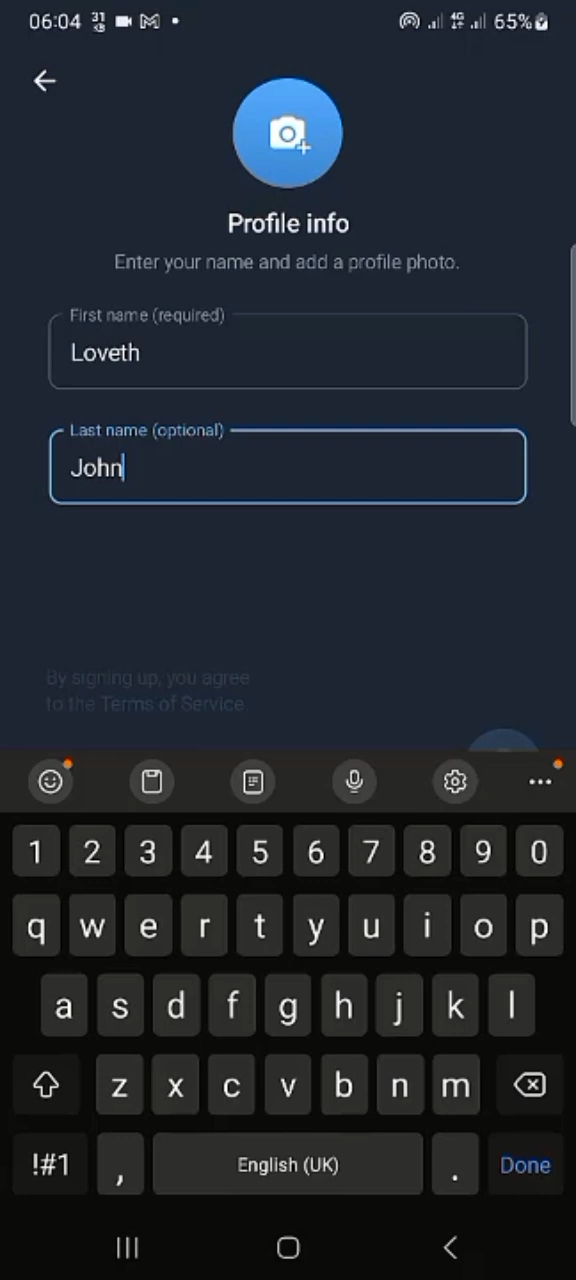 06:04 31 65%
Profile info
Enter your name and add a profile photo.
First name (required)
Loveth
Last name (optional)
John
By signing up, you agree
to the Terms of Service
1 2 3 4 5 6 7 8 9 0
q w e r t y u i o p
a s d f g h j k l
z x c v b n m
!#1 , English (UK) . Done